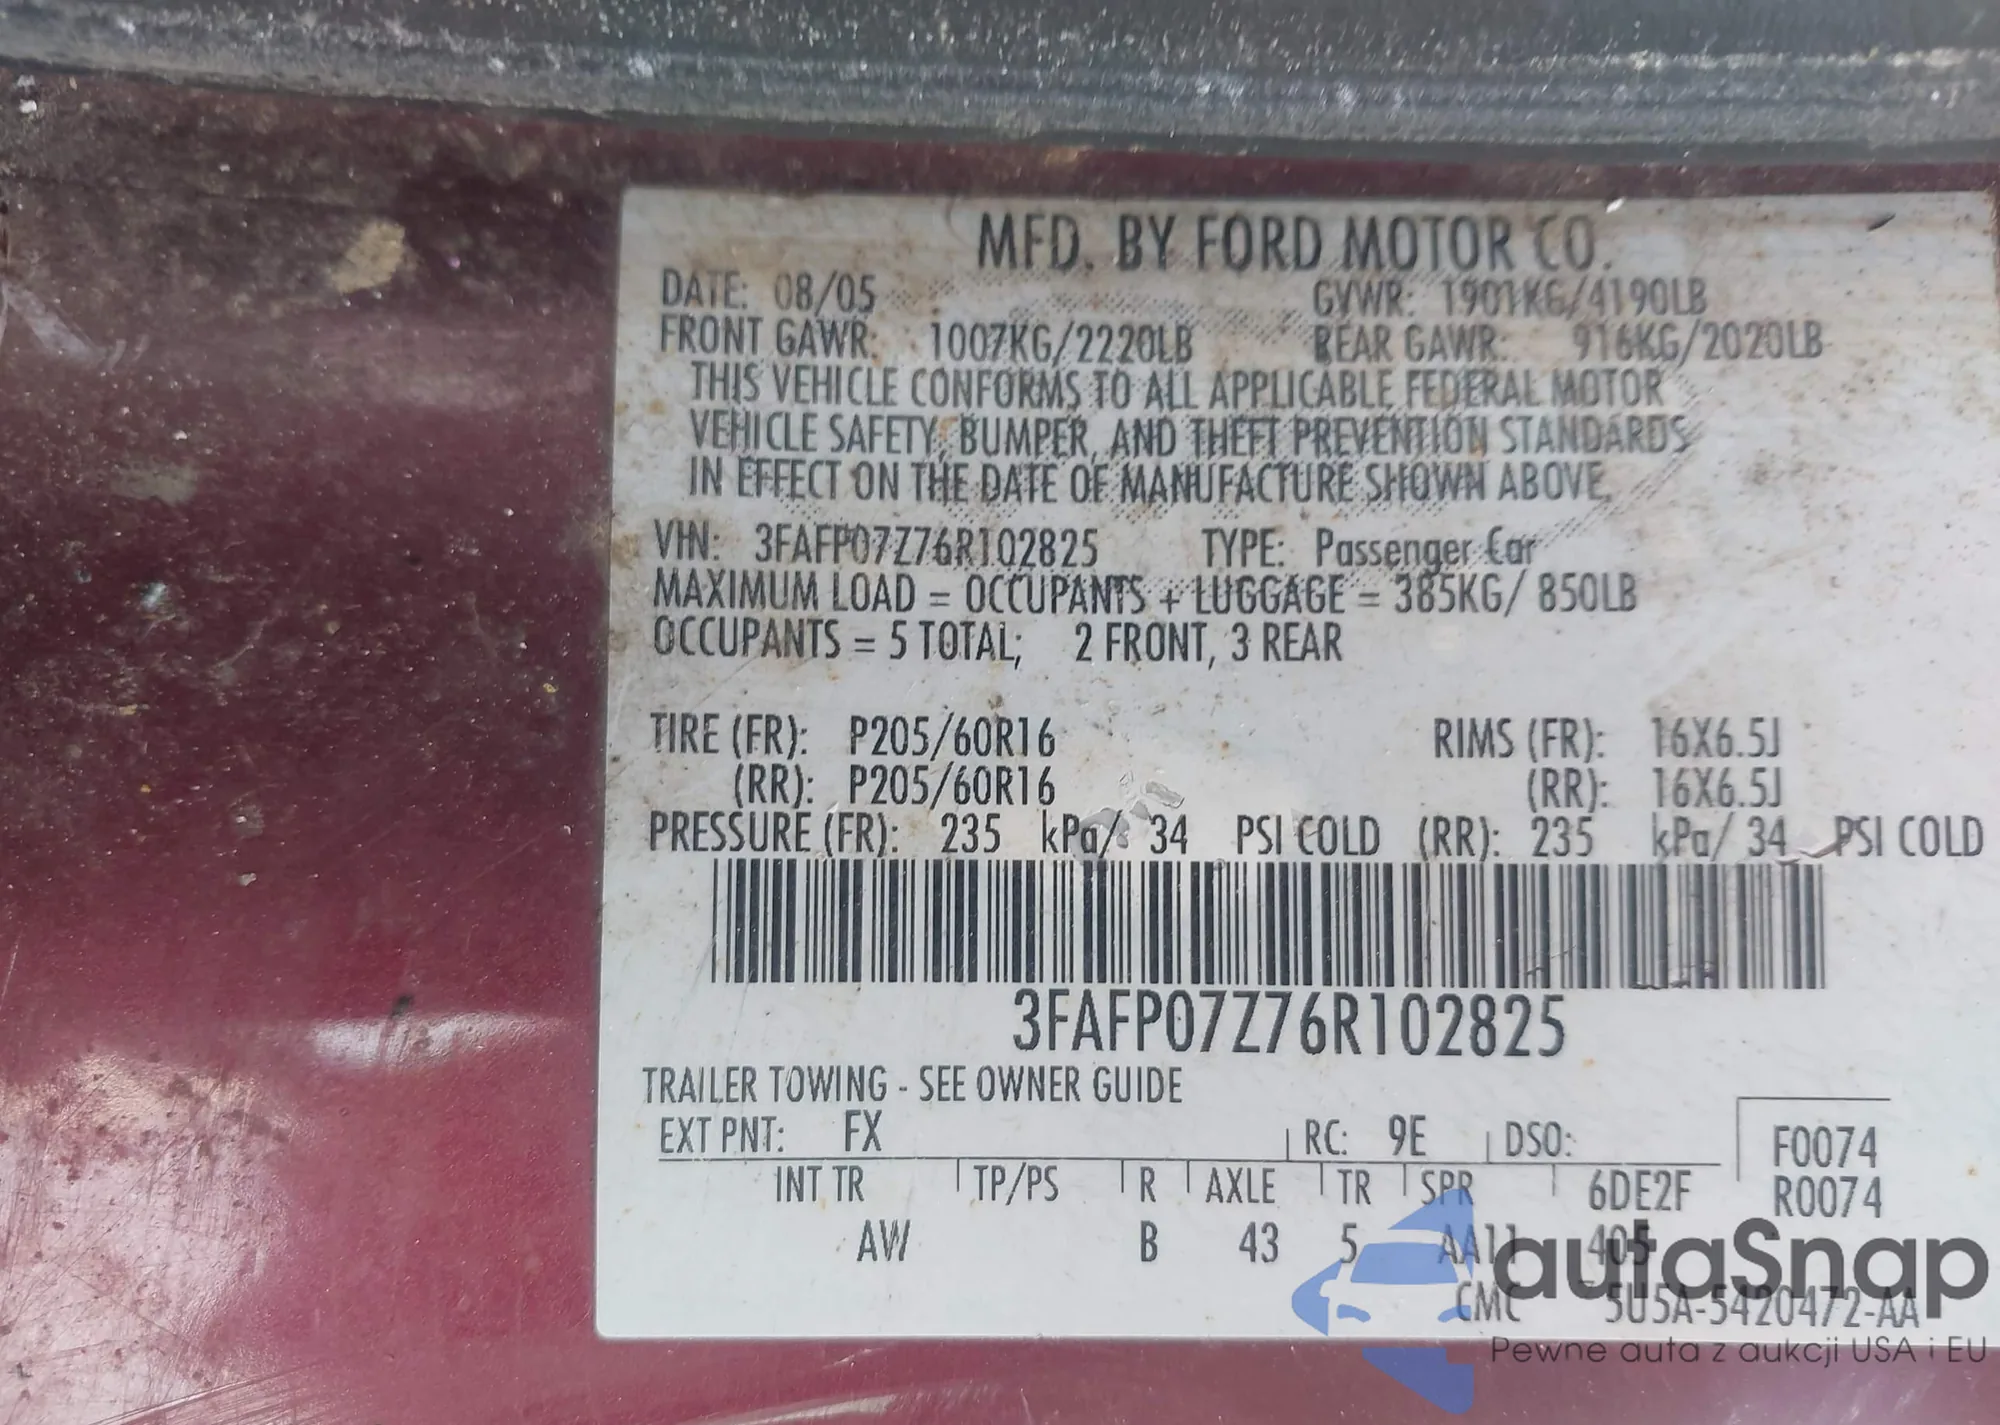 MFD. BY FORD MOTOR CO.
DATE: 08/05 GVWR: 1901KG/4190LB
FRONT GAWR: 1007KG/2220LB REAR GAWR: 916KG/2020LB
THIS VEHICLE CONFORMS TO ALL APPLICABLE FEDERAL MOTOR
VEHICLE SAFETY, BUMPER, AND THEFT PREVENTION STANDARDS
IN EFFECT ON THE DATE OF MANUFACTURE SHOWN ABOVE.
VIN: 3FAFP07Z76R102825 TYPE: Passenger Car
MAXIMUM LOAD = OCCUPANTS + LUGGAGE = 385KG/ 850LB
OCCUPANTS = 5 TOTAL; 2 FRONT, 3 REAR
TIRE (FR): P205/60R16 RIMS (FR): 16X6.5J
(RR): P205/60R16 (RR): 16X6.5J
PRESSURE (FR): 235 kPa/ 34 PSI COLD (RR): 235 kPa/ 34 PSI COLD
3FAFP07Z76R102825
TRAILER TOWING - SEE OWNER GUIDE
EXT PNT: FX RC: 9E DSO: F0074
INT TR TP/PS R AXLE TR SPR 6DE2F R0074
AW B 43 5 AA11 405
CMC 5U5A-5420472-AA
autaSnap
Pewne auta z aukcji USA i EU